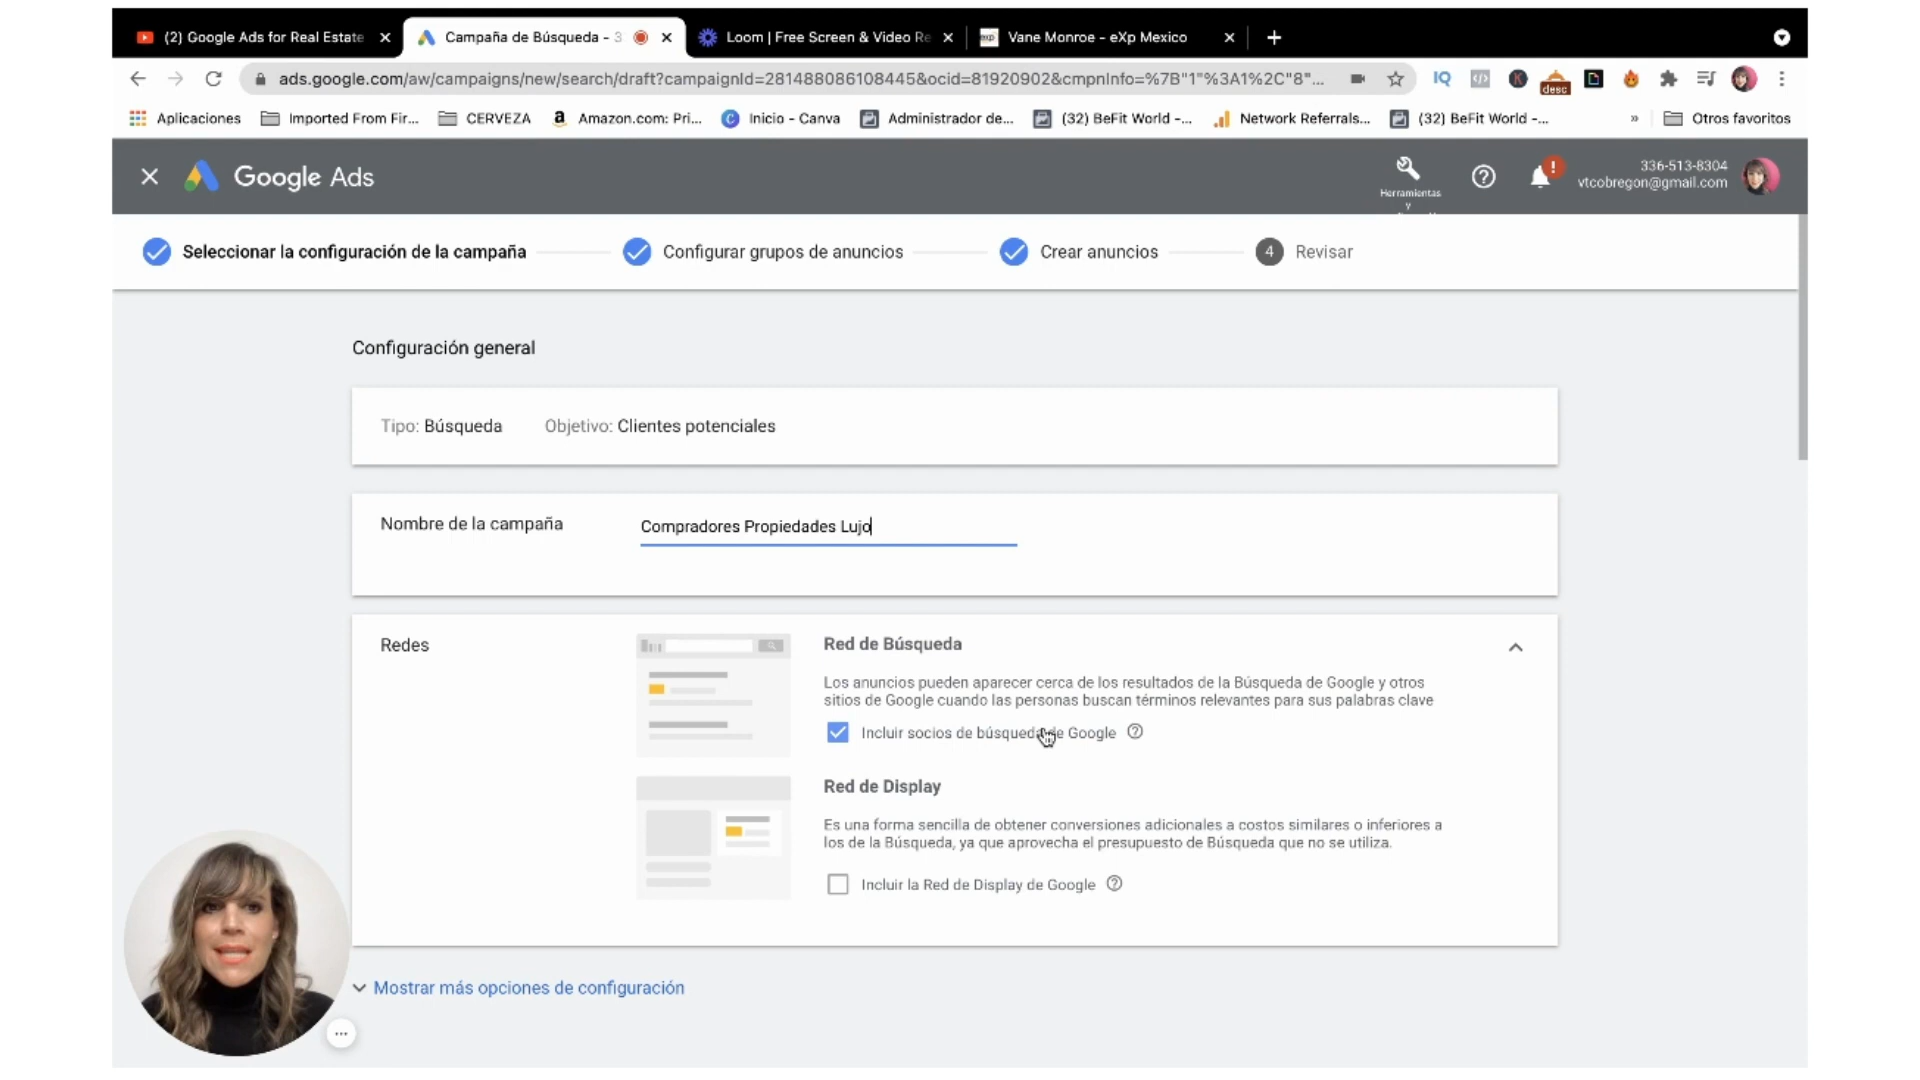 (2) Google Ads for Real Estate
Campaña de Búsqueda - 3
Loom | Free Screen & Video Re
exp
Vane Monroe - eXp Mexico
ads.google.com/aw/campaigns/new/search/draft?campaignId=281488086108445&ocid=81920902&cmpnInfo=%7B"1"%3A1%2C"8"...
IQ
K
desc
Aplicaciones
Imported From Fir...
CERVEZA
Amazon.com: Pri...
Inicio - Canva
Administrador de...
(32) BeFit World -...
Network Referrals...
(32) BeFit World -...
»
Otros favoritos
Google Ads
Herramientas
y
336-513-8304
vtcobregon@gmail.com
Seleccionar la configuración de la campaña
Configurar grupos de anuncios
Crear anuncios
4 Revisar
Configuración general
Tipo: Búsqueda
Objetivo: Clientes potenciales
Nombre de la campaña
Compradores Propiedades Lujo
Redes
Red de Búsqueda
Los anuncios pueden aparecer cerca de los resultados de la Búsqueda de Google y otros
sitios de Google cuando las personas buscan términos relevantes para sus palabras clave
Incluir socios de búsqueda de Google
Red de Display
Es una forma sencilla de obtener conversiones adicionales a costos similares o inferiores a
los de la Búsqueda, ya que aprovecha el presupuesto de Búsqueda que no se utiliza.
Incluir la Red de Display de Google
Mostrar más opciones de configuración